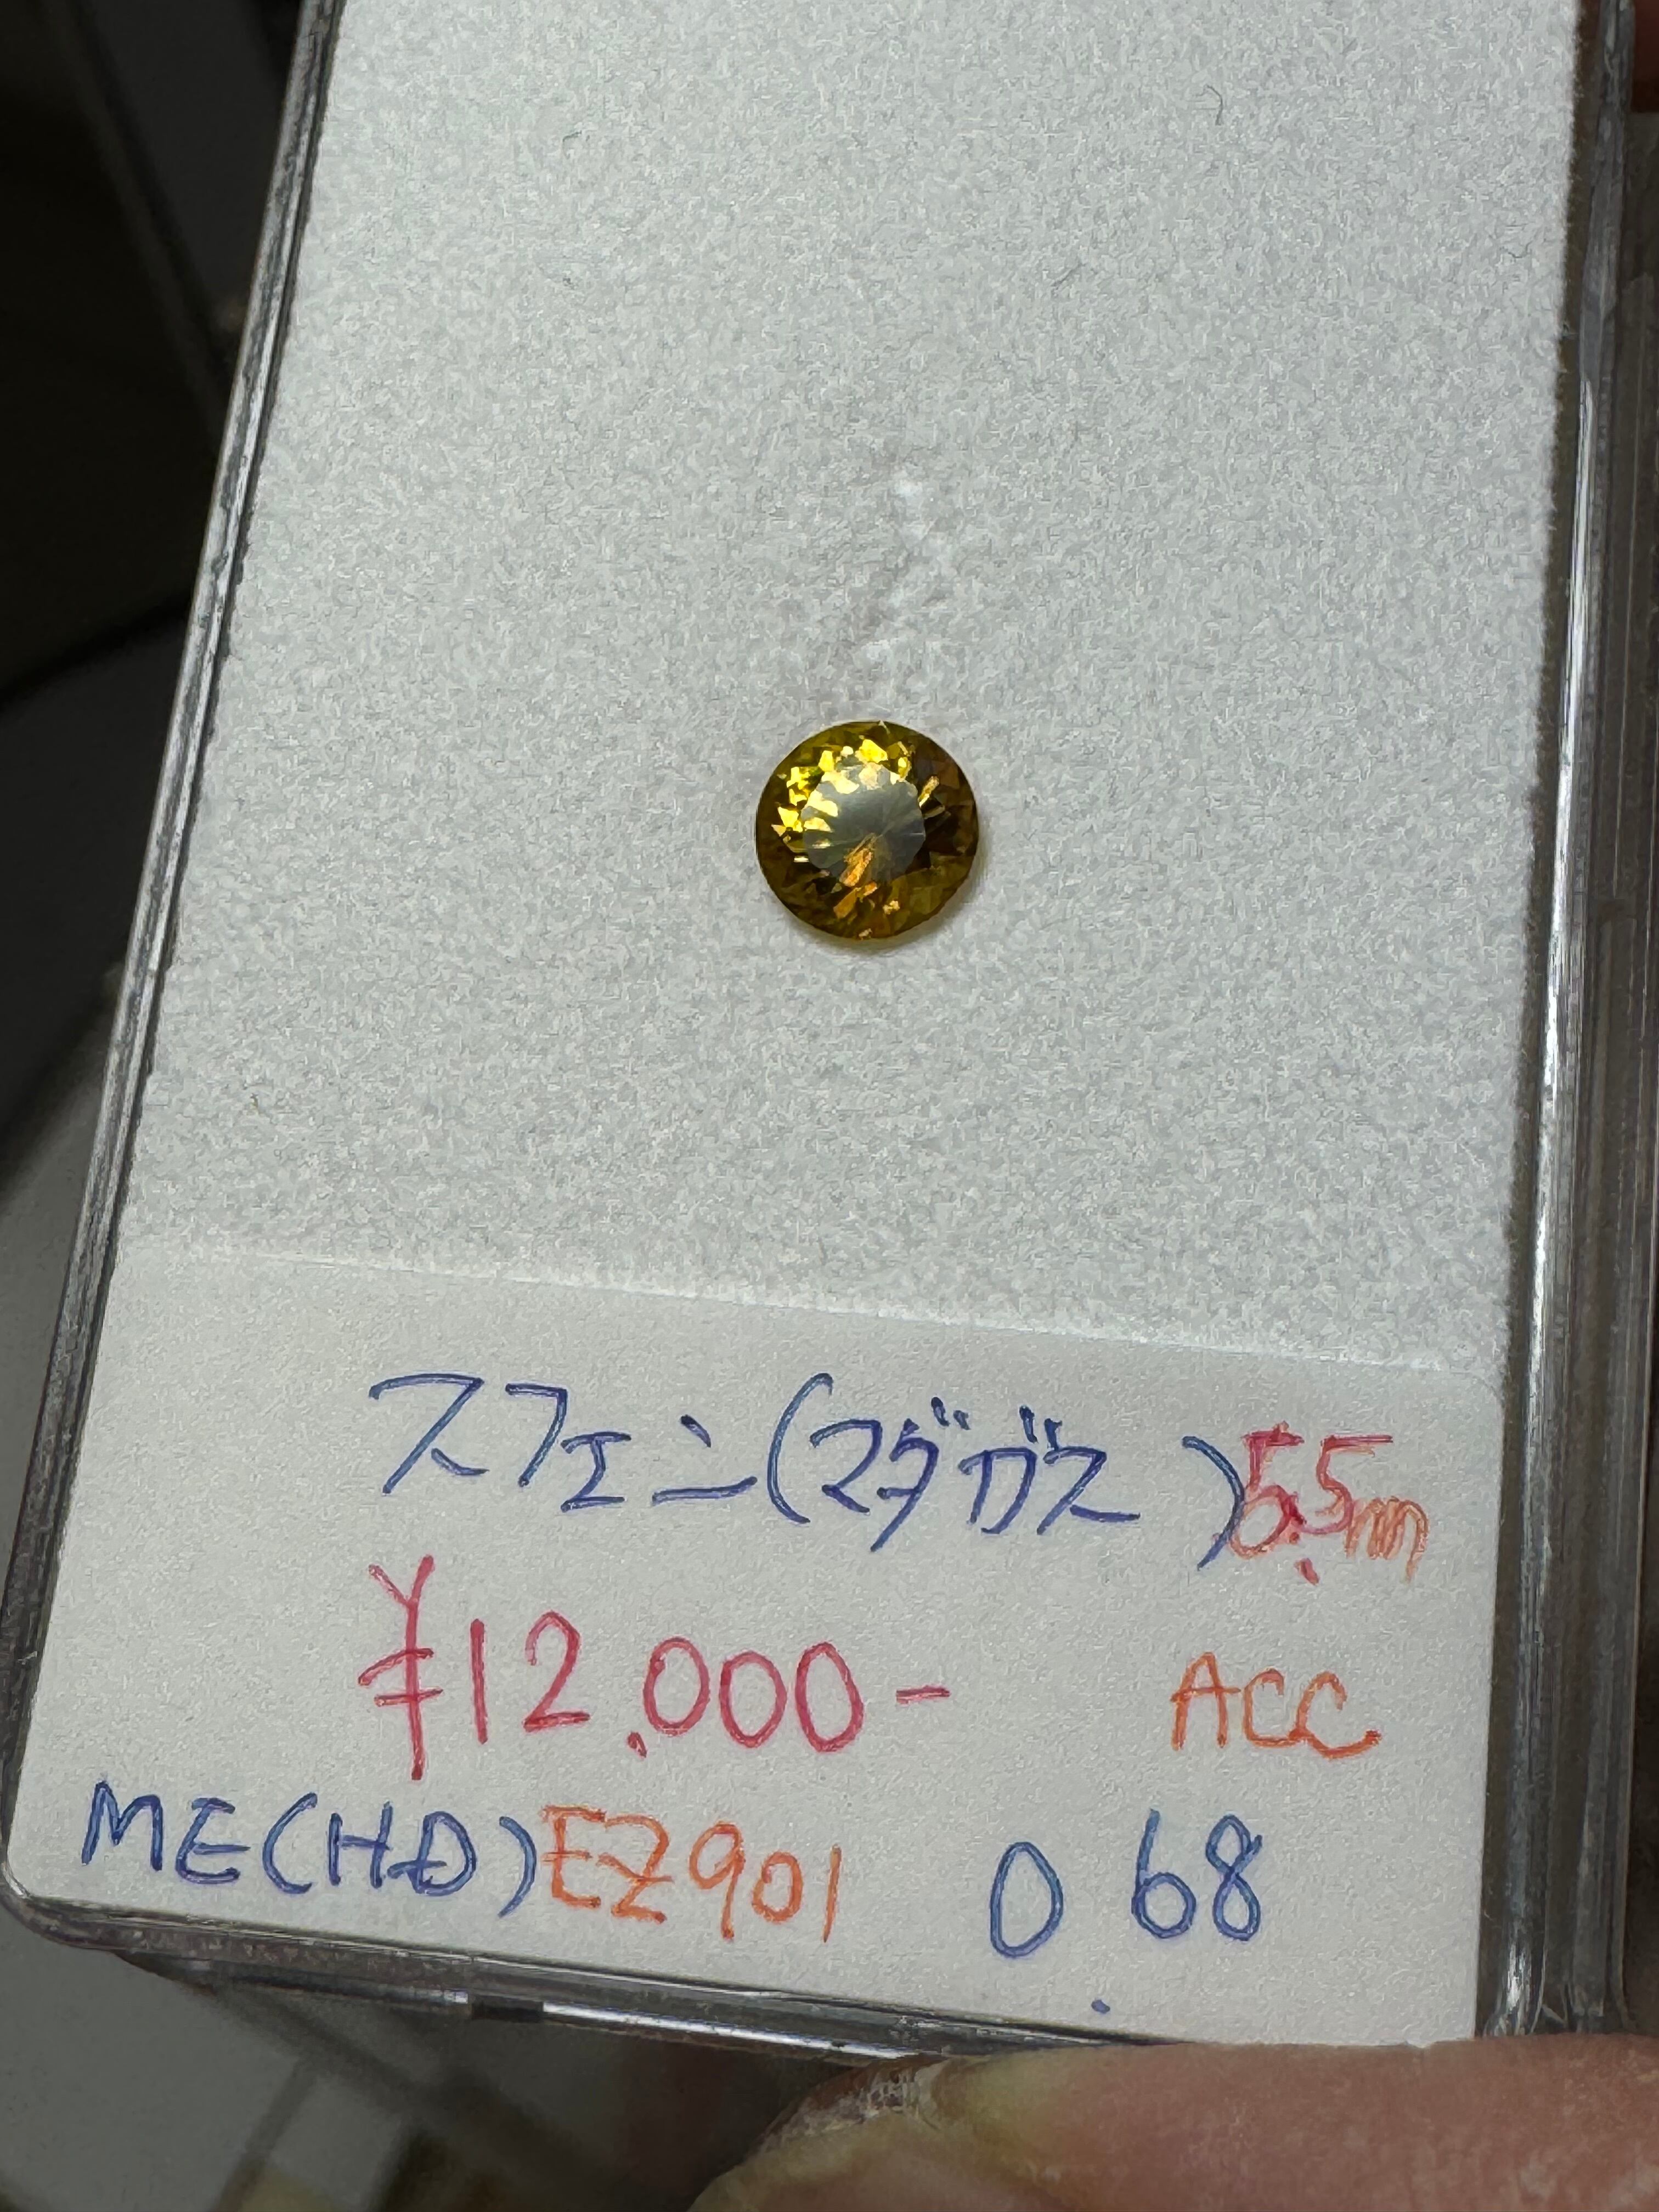 スフェン(マダガス)5.5mm
¥12,000- ACC
ME(HD)EZ901 0.68